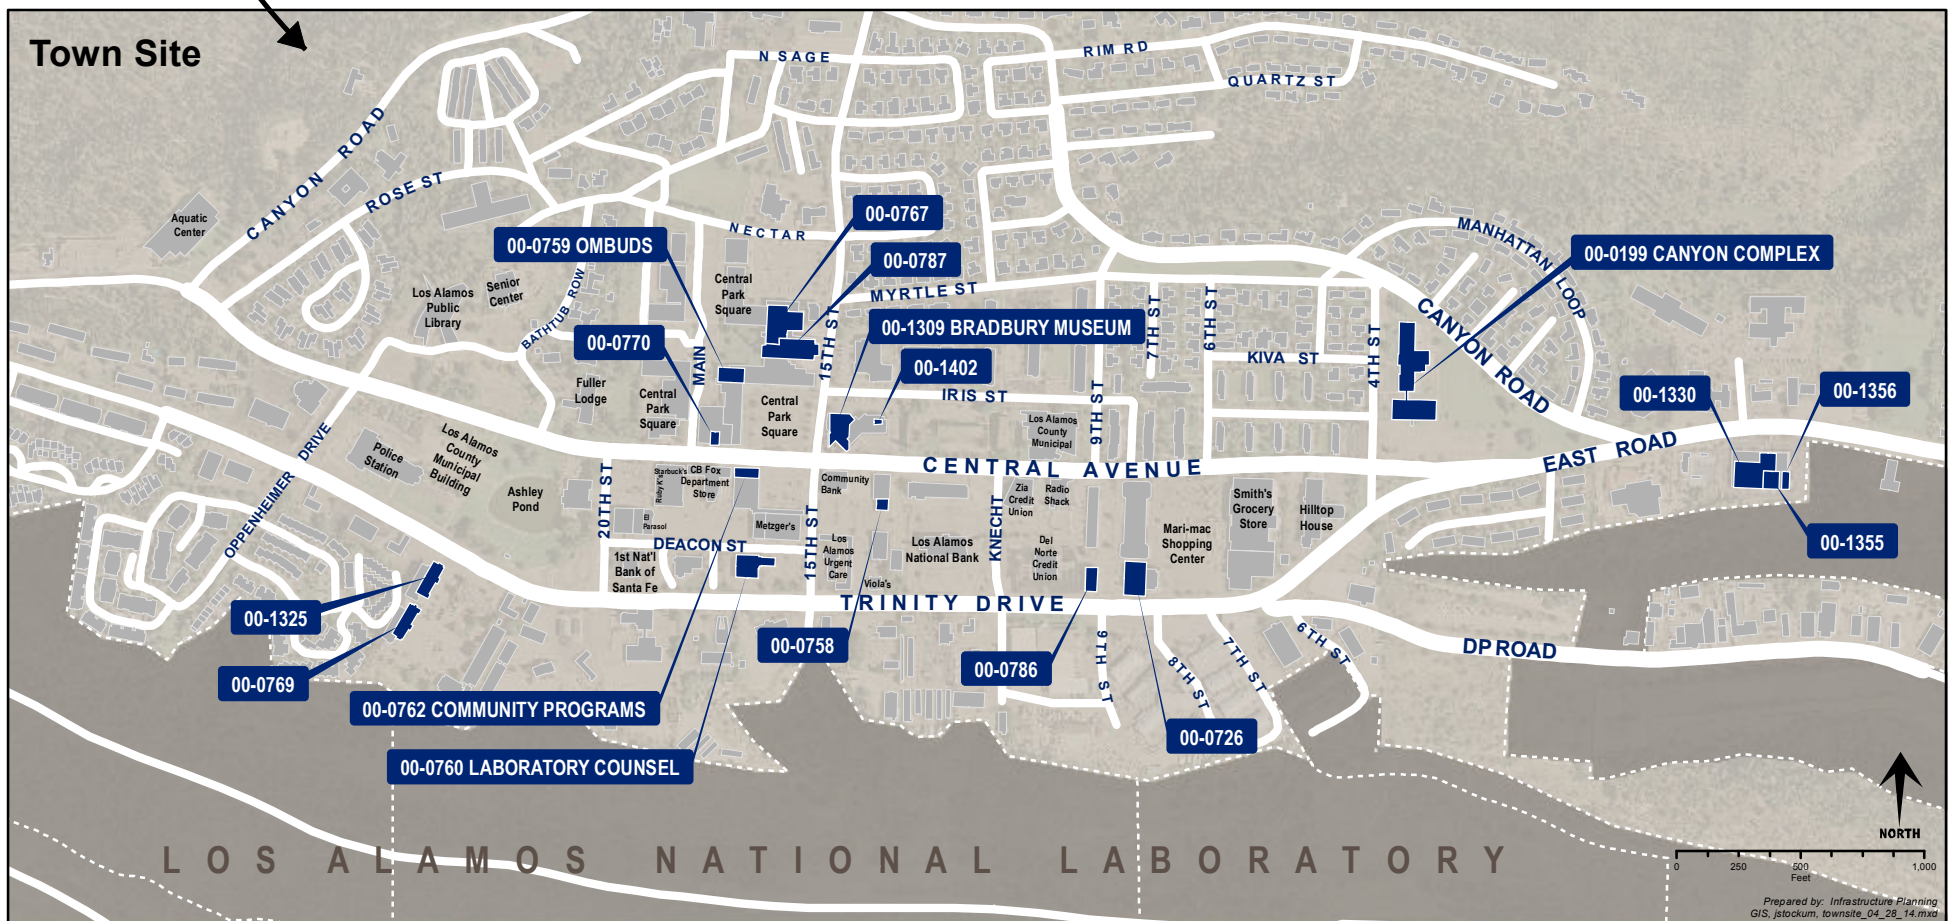 Town Site
N SAGE
RIM RD
QUARTZ ST
CANYON ROAD
ROSE ST
Aquatic
Center
NECTAR
00-0767
00-0759 OMBUDS
00-0787
MANHATTAN LOOP
00-0199 CANYON COMPLEX
Los Alamos
Public
Library
Senior
Center
BATHTUB ROW
Central
Park
Square
MYRTLE ST
00-1309 BRADBURY MUSEUM
00-0770
MAIN
15TH ST
00-1402
7TH ST
6TH ST
KIVA ST
4TH ST
CANYON ROAD
Fuller
Lodge
Central
Park
Square
Central
Park
Square
IRIS ST
Los Alamos
County
Municipal
9TH ST
00-1330
00-1356
OPPENHEIMER DRIVE
Police
Station
Los Alamos
County
Municipal
Building
Ashley
Pond
20TH ST
Starbuck's
Ruby K's
CB Fox
Department
Store
El
Parasol
Metzger's
Community
Bank
CENTRAL AVENUE
EAST ROAD
Zia
Credit
Union
Radio
Shack
Smith's
Grocery
Store
Hilltop
House
Mari-mac
Shopping
Center
00-1355
DEACON ST
1st Nat'l
Bank of
Santa Fe
15TH ST
Los
Alamos
Urgent
Care
Viola's
Los Alamos
National Bank
KNECHT
Del
Norte
Credit
Union
TRINITY DRIVE
00-1325
00-0769
00-0758
00-0786
9TH ST
8TH ST
7TH ST
6TH ST
DP ROAD
00-0762 COMMUNITY PROGRAMS
00-0726
00-0760 LABORATORY COUNSEL
LOS ALAMOS NATIONAL LABORATORY
NORTH
0 250 500 1,000
Feet
Prepared by: Infrastructure Planning
GIS, jstockum, townsite_04_28_14.mxd